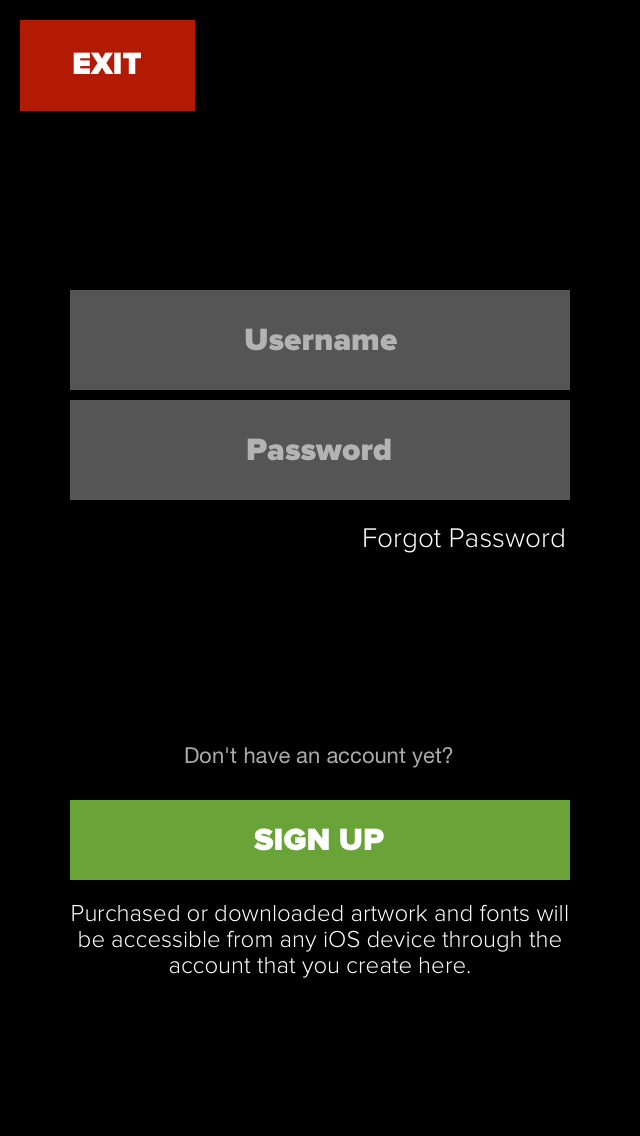 EXIT
Username
Password
Forgot Password
Don't have an account yet?
SIGN UP
Purchased or downloaded artwork and fonts will
be accessible from any iOS device through the
account that you create here.